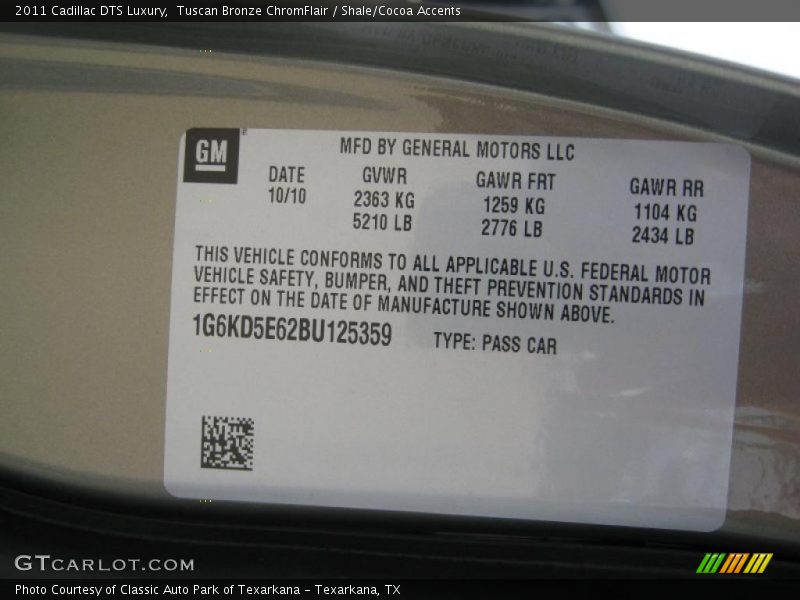 2011 Cadillac DTS Luxury,  Tuscan Bronze ChromFlair / Shale/Cocoa Accents
GM
MFD BY GENERAL MOTORS LLC
DATE GVWR GAWR FRT GAWR RR
10/10 2363 KG 1259 KG 1104 KG
5210 LB 2776 LB 2434 LB
THIS VEHICLE CONFORMS TO ALL APPLICABLE U.S. FEDERAL MOTOR
VEHICLE SAFETY, BUMPER, AND THEFT PREVENTION STANDARDS IN
EFFECT ON THE DATE OF MANUFACTURE SHOWN ABOVE.
1G6KD5E62BU125359 TYPE: PASS CAR
GTCARLOT.COM
Photo Courtesy of Classic Auto Park of Texarkana – Texarkana, TX